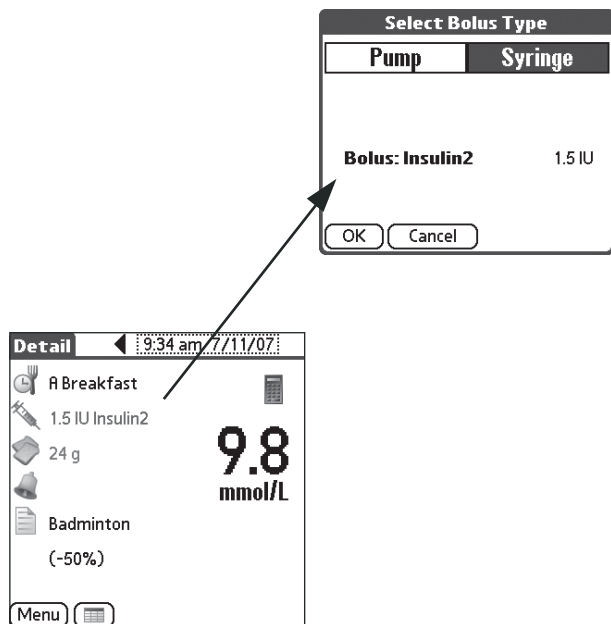 Select Bolus Type
Pump Syringe
Bolus: Insulin2 1.5 IU
OK Cancel
Detail 9:34 am 7/11/07
A Breakfast
1.5 IU Insulin2
24 g
9.8
mmol/L
Badminton
(-50%)
Menu